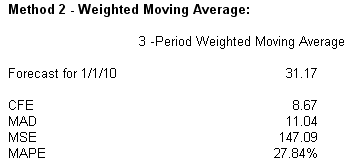 Method 2 - Weighted Moving Average:
3 -Period Weighted Moving Average
Forecast for 1/1/10 31.17
CFE 8.67
MAD 11.04
MSE 147.09
MAPE 27.84%